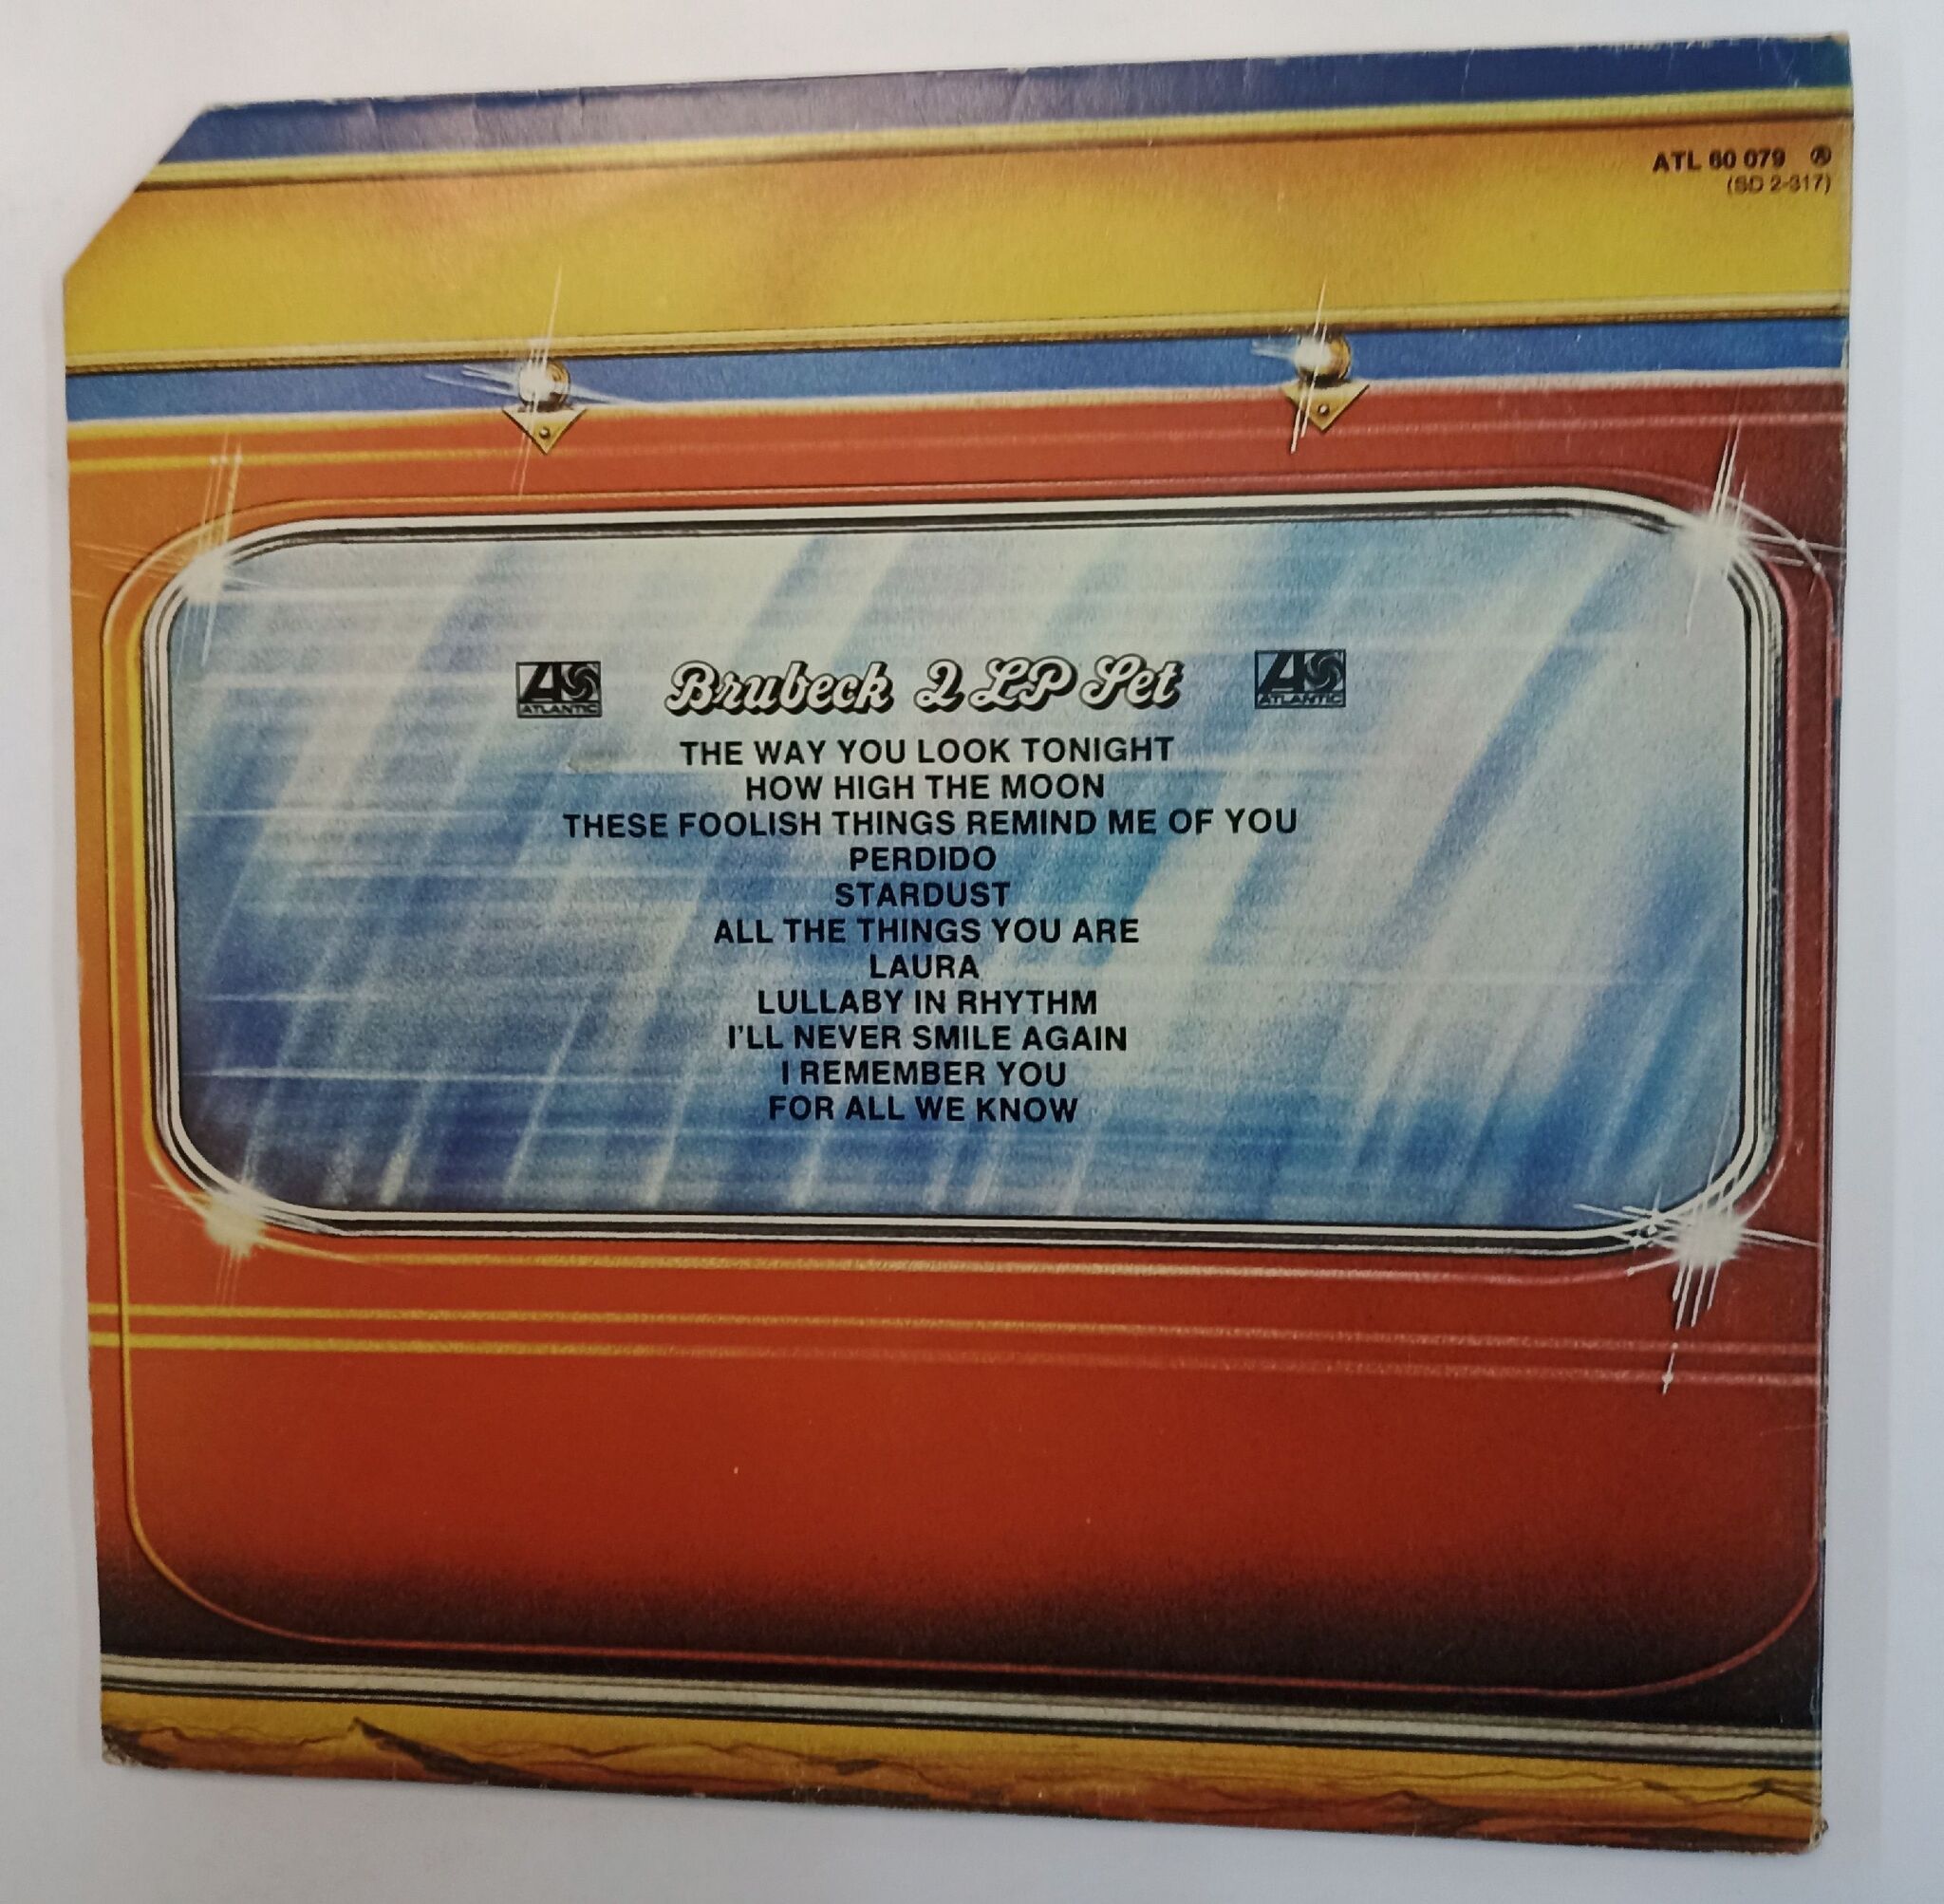 ATL 60 079 Ⓐ
(SD 2-317)
ATLANTIC
Brubeck 2 LP Set
ATLANTIC
THE WAY YOU LOOK TONIGHT
HOW HIGH THE MOON
THESE FOOLISH THINGS REMIND ME OF YOU
PERDIDO
STARDUST
ALL THE THINGS YOU ARE
LAURA
LULLABY IN RHYTHM
I'LL NEVER SMILE AGAIN
I REMEMBER YOU
FOR ALL WE KNOW